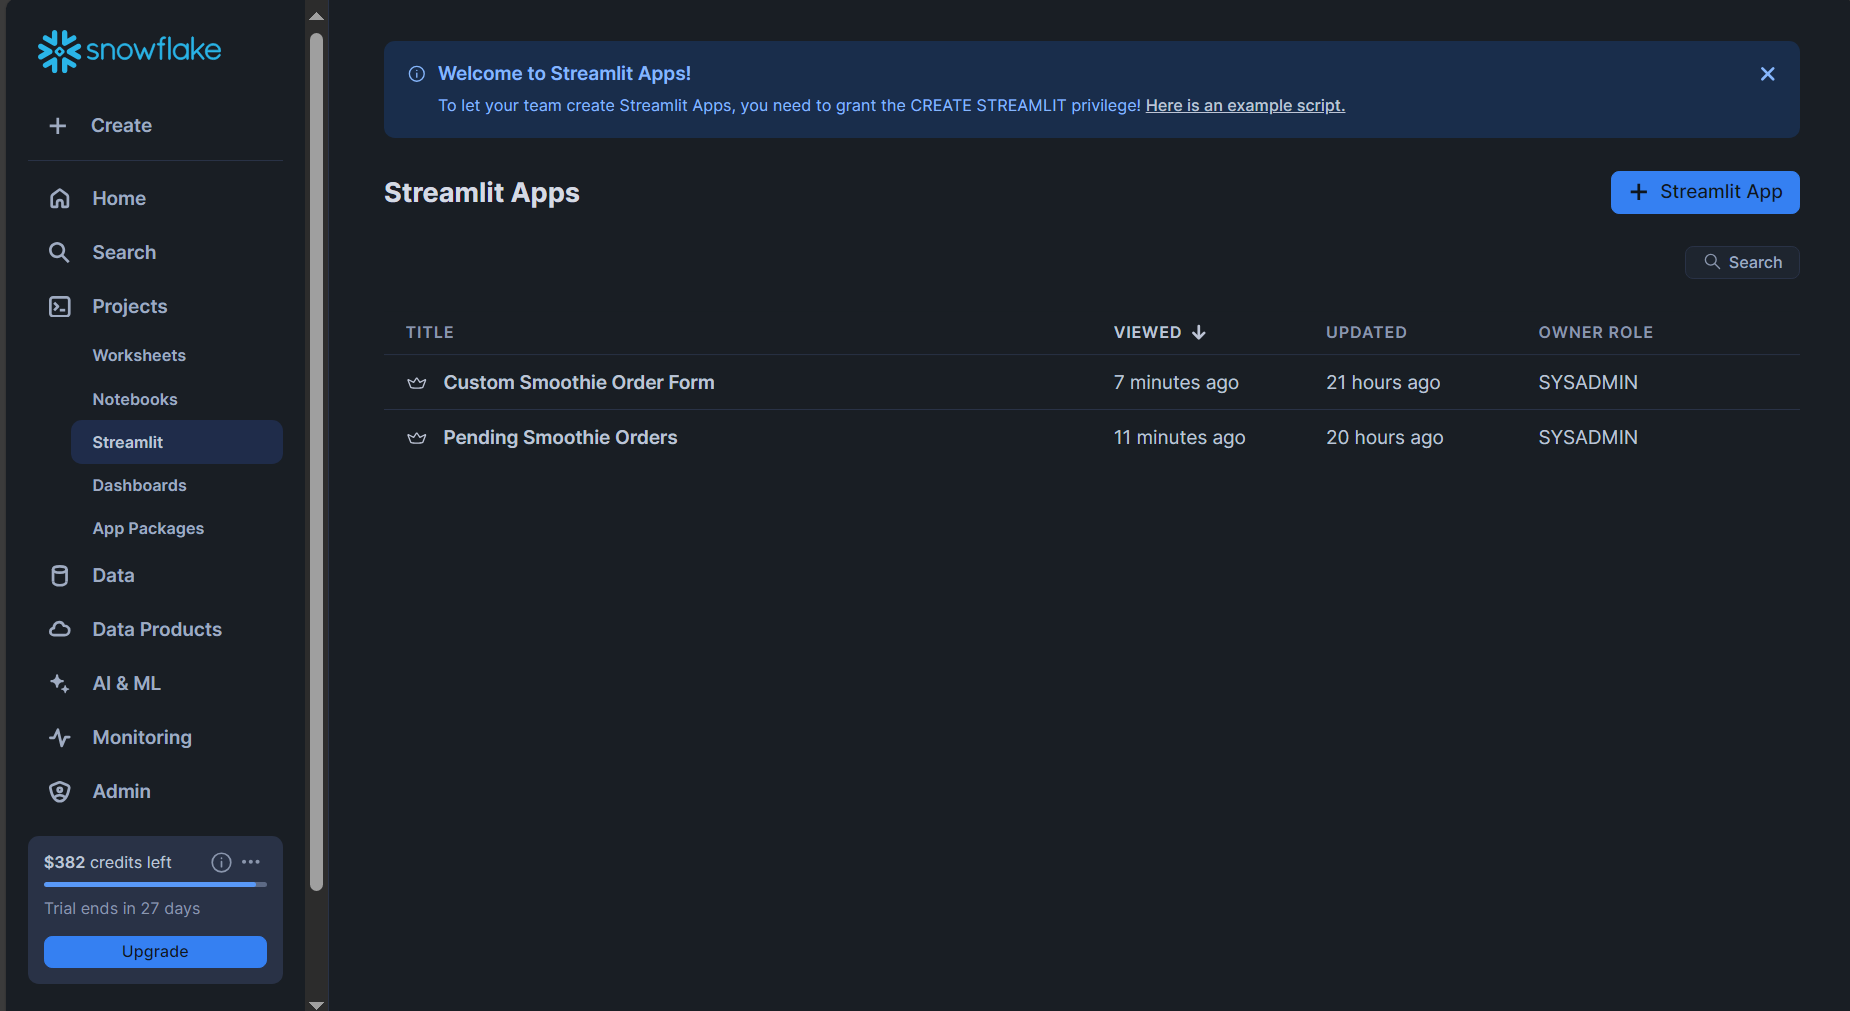 snowflake
Create
Home
Search
Projects
Worksheets
Notebooks
Streamlit
Dashboards
App Packages
Data
Data Products
AI & ML
Monitoring
Admin
$382 credits left
Trial ends in 27 days
Upgrade
Welcome to Streamlit Apps!
To let your team create Streamlit Apps, you need to grant the CREATE STREAMLIT privilege! Here is an example script.
Streamlit Apps
Streamlit App
Search
TITLE VIEWED UPDATED OWNER ROLE
Custom Smoothie Order Form 7 minutes ago 21 hours ago SYSADMIN
Pending Smoothie Orders 11 minutes ago 20 hours ago SYSADMIN